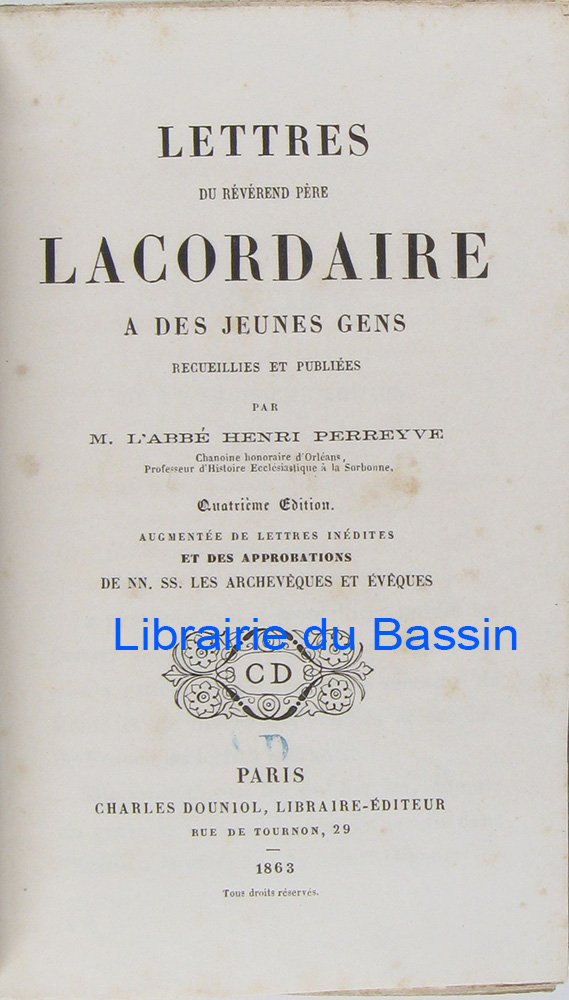 LETTRES
DU RÉVÉREND PÈRE
LACORDAIRE
A DES JEUNES GENS
RECUEILLIES ET PUBLIÉES
PAR
M. L'ABBÉ HENRI PERREYVE
Chanoine honoraire d'Orléans,
Professeur d'Histoire Ecclésiastique à la Sorbonne,
Quatrième Edition.
AUGMENTÉE DE LETTRES INÉDITES
ET DES APPROBATIONS
DE NN. SS. LES ARCHEVÊQUES ET ÉVÊQUES
Librairie du Bassin
CD
PARIS
CHARLES DOUNIOL, LIBRAIRE-ÉDITEUR
RUE DE TOURNON, 29
1863
Tous droits réservés.